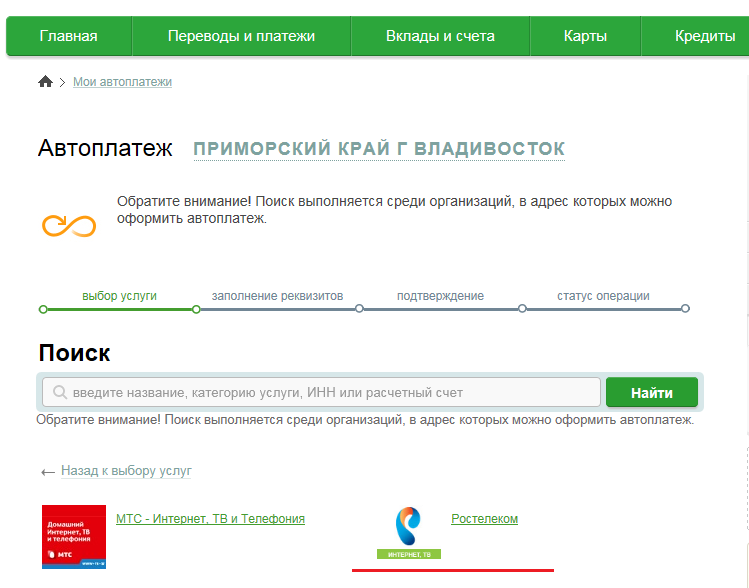 Главная Переводы и платежи Вклады и счета Карты Кредиты
Мои автоплатежи
Автоплатеж ПРИМОРСКИЙ КРАЙ Г ВЛАДИВОСТОК
Обратите внимание! Поиск выполняется среди организаций, в адрес которых можно
оформить автоплатеж.
выбор услуги заполнение реквизитов подтверждение статус операции
Поиск
введите название, категорию услуги, ИНН или расчетный счет Найти
Обратите внимание! Поиск выполняется среди организаций, в адрес которых можно оформить автоплатеж.
← Назад к выбору услуг
Домашний
Интернет, ТВ
и телефония
МТС
МТС - Интернет, ТВ и Телефония
ИНТЕРНЕТ, ТВ
Ростелеком